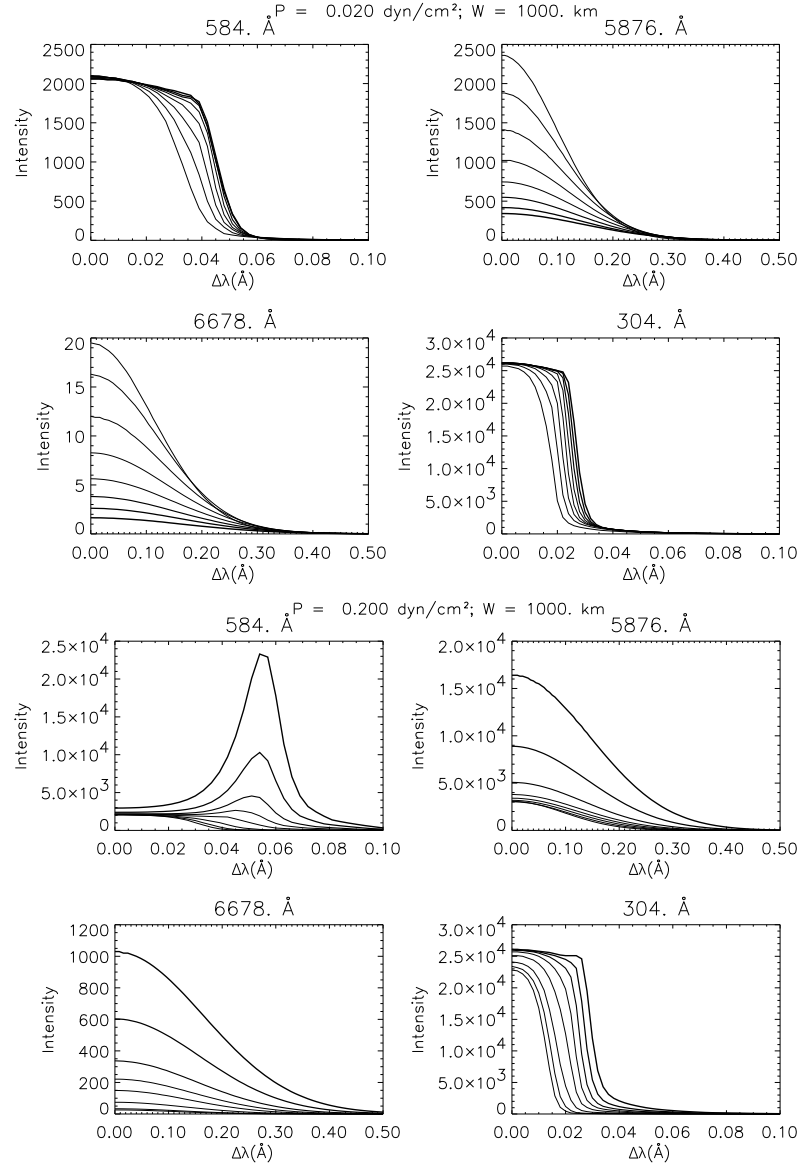 P = 0.020 dyn/cm²; W = 1000. km
584. Å
Intensity
2500
2000
1500
1000
500
0
0.00 0.02 0.04 0.06 0.08 0.10
Δλ(Å)
5876. Å
Intensity
2500
2000
1500
1000
500
0
0.00 0.10 0.20 0.30 0.40 0.50
Δλ(Å)
6678. Å
Intensity
20
15
10
5
0
0.00 0.10 0.20 0.30 0.40 0.50
Δλ(Å)
304. Å
Intensity
3.0×10⁴
2.5×10⁴
2.0×10⁴
1.5×10⁴
1.0×10⁴
5.0×10³
0
0.00 0.02 0.04 0.06 0.08 0.10
Δλ(Å)
P = 0.200 dyn/cm²; W = 1000. km
584. Å
Intensity
2.5×10⁴
2.0×10⁴
1.5×10⁴
1.0×10⁴
5.0×10³
0
0.00 0.02 0.04 0.06 0.08 0.10
Δλ(Å)
5876. Å
Intensity
2.0×10⁴
1.5×10⁴
1.0×10⁴
5.0×10³
0
0.00 0.10 0.20 0.30 0.40 0.50
Δλ(Å)
6678. Å
Intensity
1200
1000
800
600
400
200
0
0.00 0.10 0.20 0.30 0.40 0.50
Δλ(Å)
304. Å
Intensity
3.0×10⁴
2.5×10⁴
2.0×10⁴
1.5×10⁴
1.0×10⁴
5.0×10³
0
0.00 0.02 0.04 0.06 0.08 0.10
Δλ(Å)